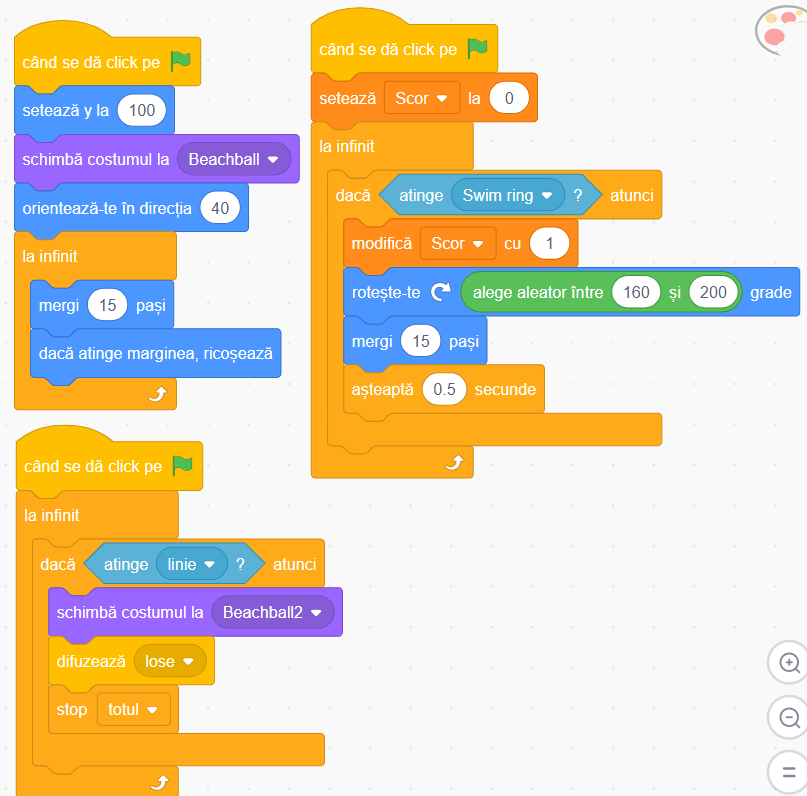 când se dă click pe
setează y la 100
schimbă costumul la Beachball
orientează-te în direcția 40
la infinit
mergi 15 pași
dacă atinge marginea, ricoșează
când se dă click pe
setează Scor la 0
la infinit
dacă atinge Swim ring ? atunci
modifică Scor cu 1
rotește-te alege aleator între 160 și 200 grade
mergi 15 pași
așteaptă 0.5 secunde
când se dă click pe
la infinit
dacă atinge linie ? atunci
schimbă costumul la Beachball2
difuzează lose
stop totul